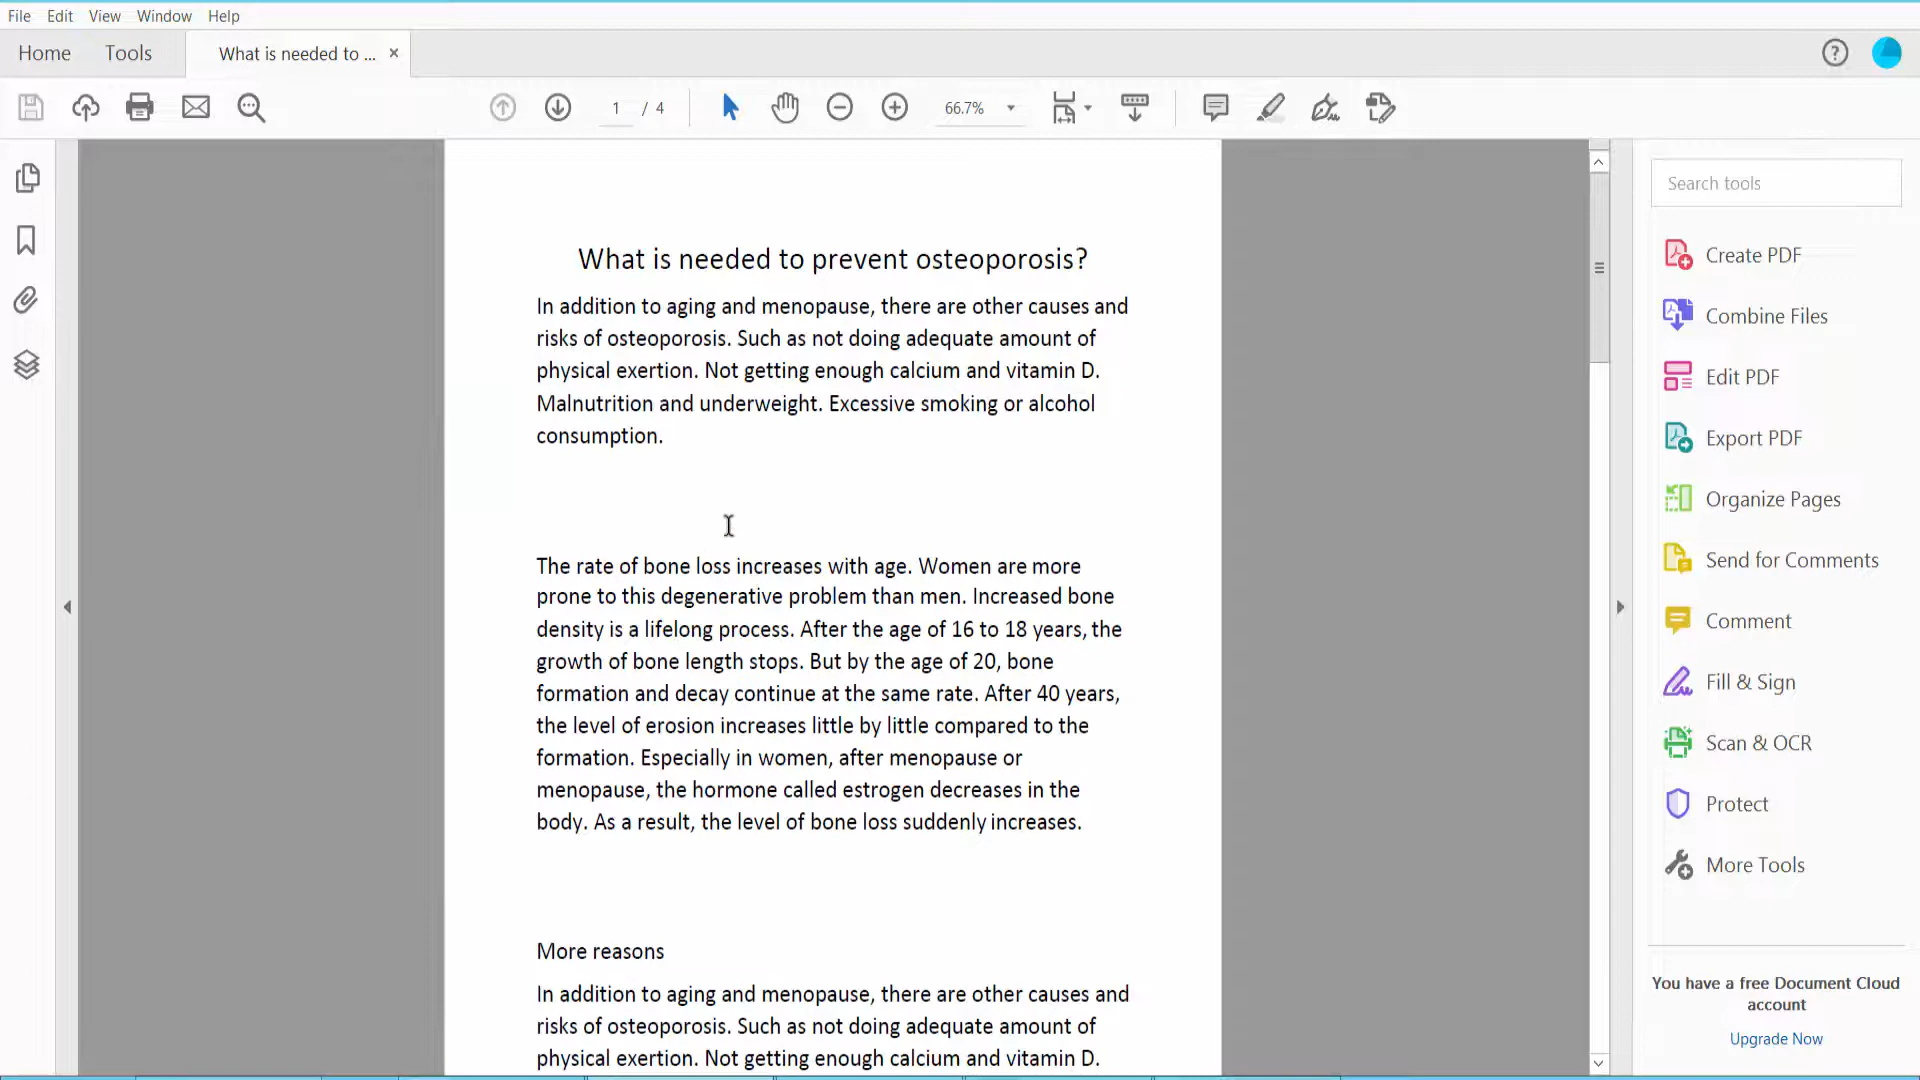 File Edit View Window Help
Home Tools What is needed to ... ×
1 / 4 66.7%
Search tools
Create PDF
Combine Files
Edit PDF
Export PDF
Organize Pages
Send for Comments
Comment
Fill & Sign
Scan & OCR
Protect
More Tools
You have a free Document Cloud
account
Upgrade Now
What is needed to prevent osteoporosis?
In addition to aging and menopause, there are other causes and
risks of osteoporosis. Such as not doing adequate amount of
physical exertion. Not getting enough calcium and vitamin D.
Malnutrition and underweight. Excessive smoking or alcohol
consumption.
The rate of bone loss increases with age. Women are more
prone to this degenerative problem than men. Increased bone
density is a lifelong process. After the age of 16 to 18 years, the
growth of bone length stops. But by the age of 20, bone
formation and decay continue at the same rate. After 40 years,
the level of erosion increases little by little compared to the
formation. Especially in women, after menopause or
menopause, the hormone called estrogen decreases in the
body. As a result, the level of bone loss suddenly increases.
More reasons
In addition to aging and menopause, there are other causes and
risks of osteoporosis. Such as not doing adequate amount of
physical exertion. Not getting enough calcium and vitamin D.